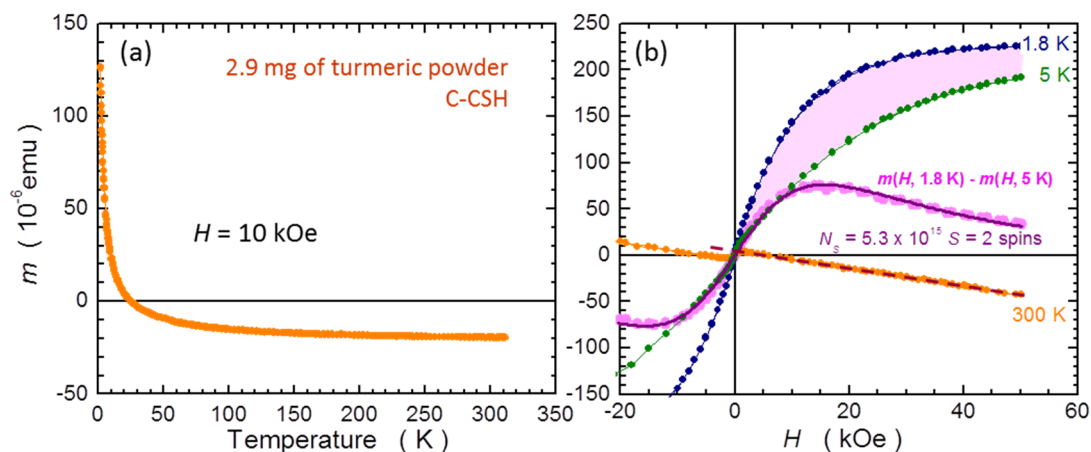 (a)
2.9 mg of turmeric powder
C-CSH
H = 10 kOe
m ( 10⁻⁶ emu )
150
100
50
0
-50
0 50 100 150 200 250 300 350
Temperature ( K )
(b)
1.8 K
5 K
m(H, 1.8 K) - m(H, 5 K)
Nₛ = 5.3 x 10¹⁵ S = 2 spins
300 K
250
200
150
100
50
0
-50
-100
-150
-20 0 20 40 60
H ( kOe )